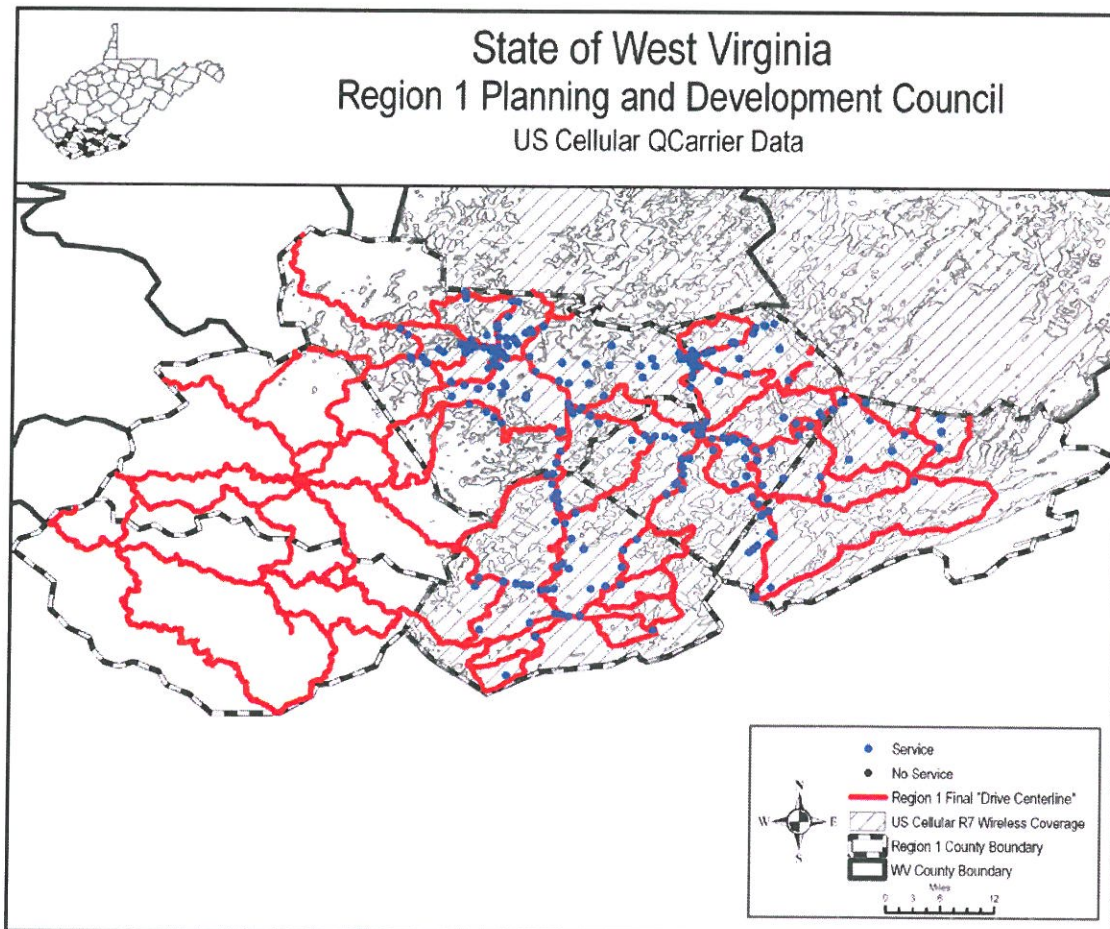 State of West Virginia
Region 1 Planning and Development Council
US Cellular QCarrier Data
Service
No Service
Region 1 Final "Drive Centerline"
US Cellular R7 Wireless Coverage
Region 1 County Boundary
WV County Boundary
N
W E
S
Miles
0 3 6 12